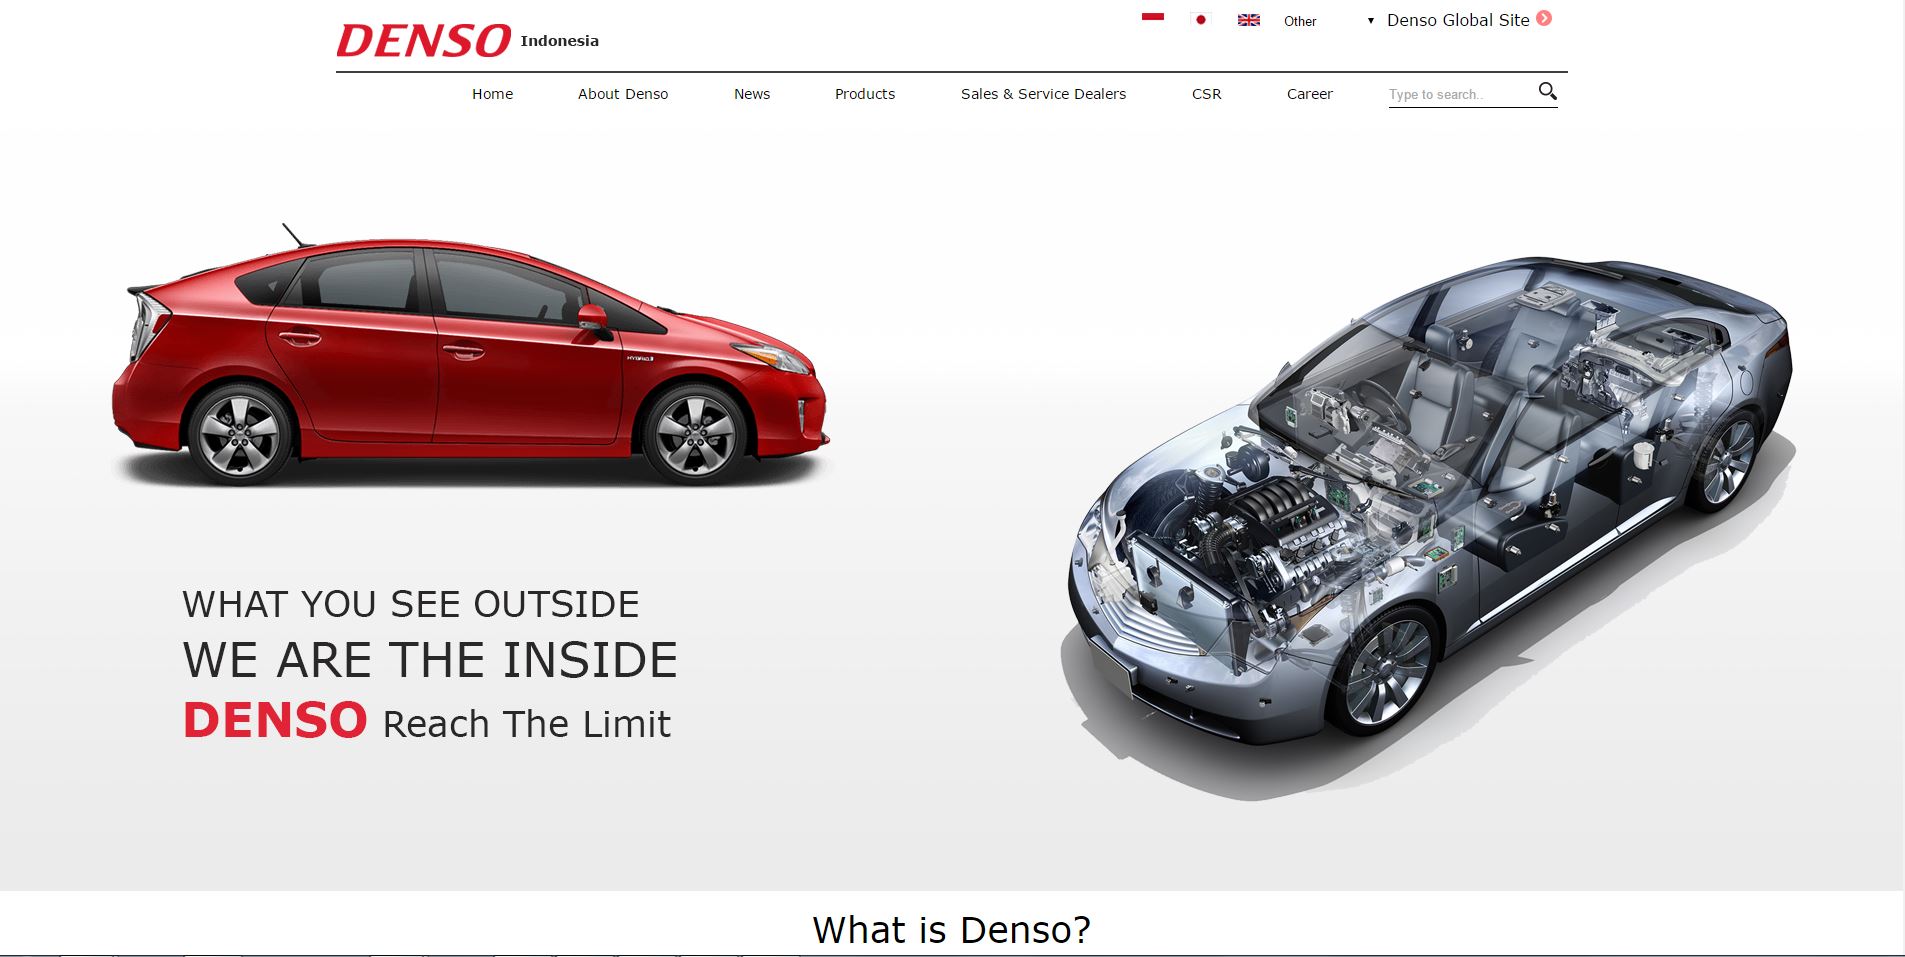 DENSO Indonesia
Other
▼ Denso Global Site
Home About Denso News Products Sales & Service Dealers CSR Career Type to search..
HYBRID
WHAT YOU SEE OUTSIDE
WE ARE THE INSIDE
DENSO Reach The Limit
What is Denso?